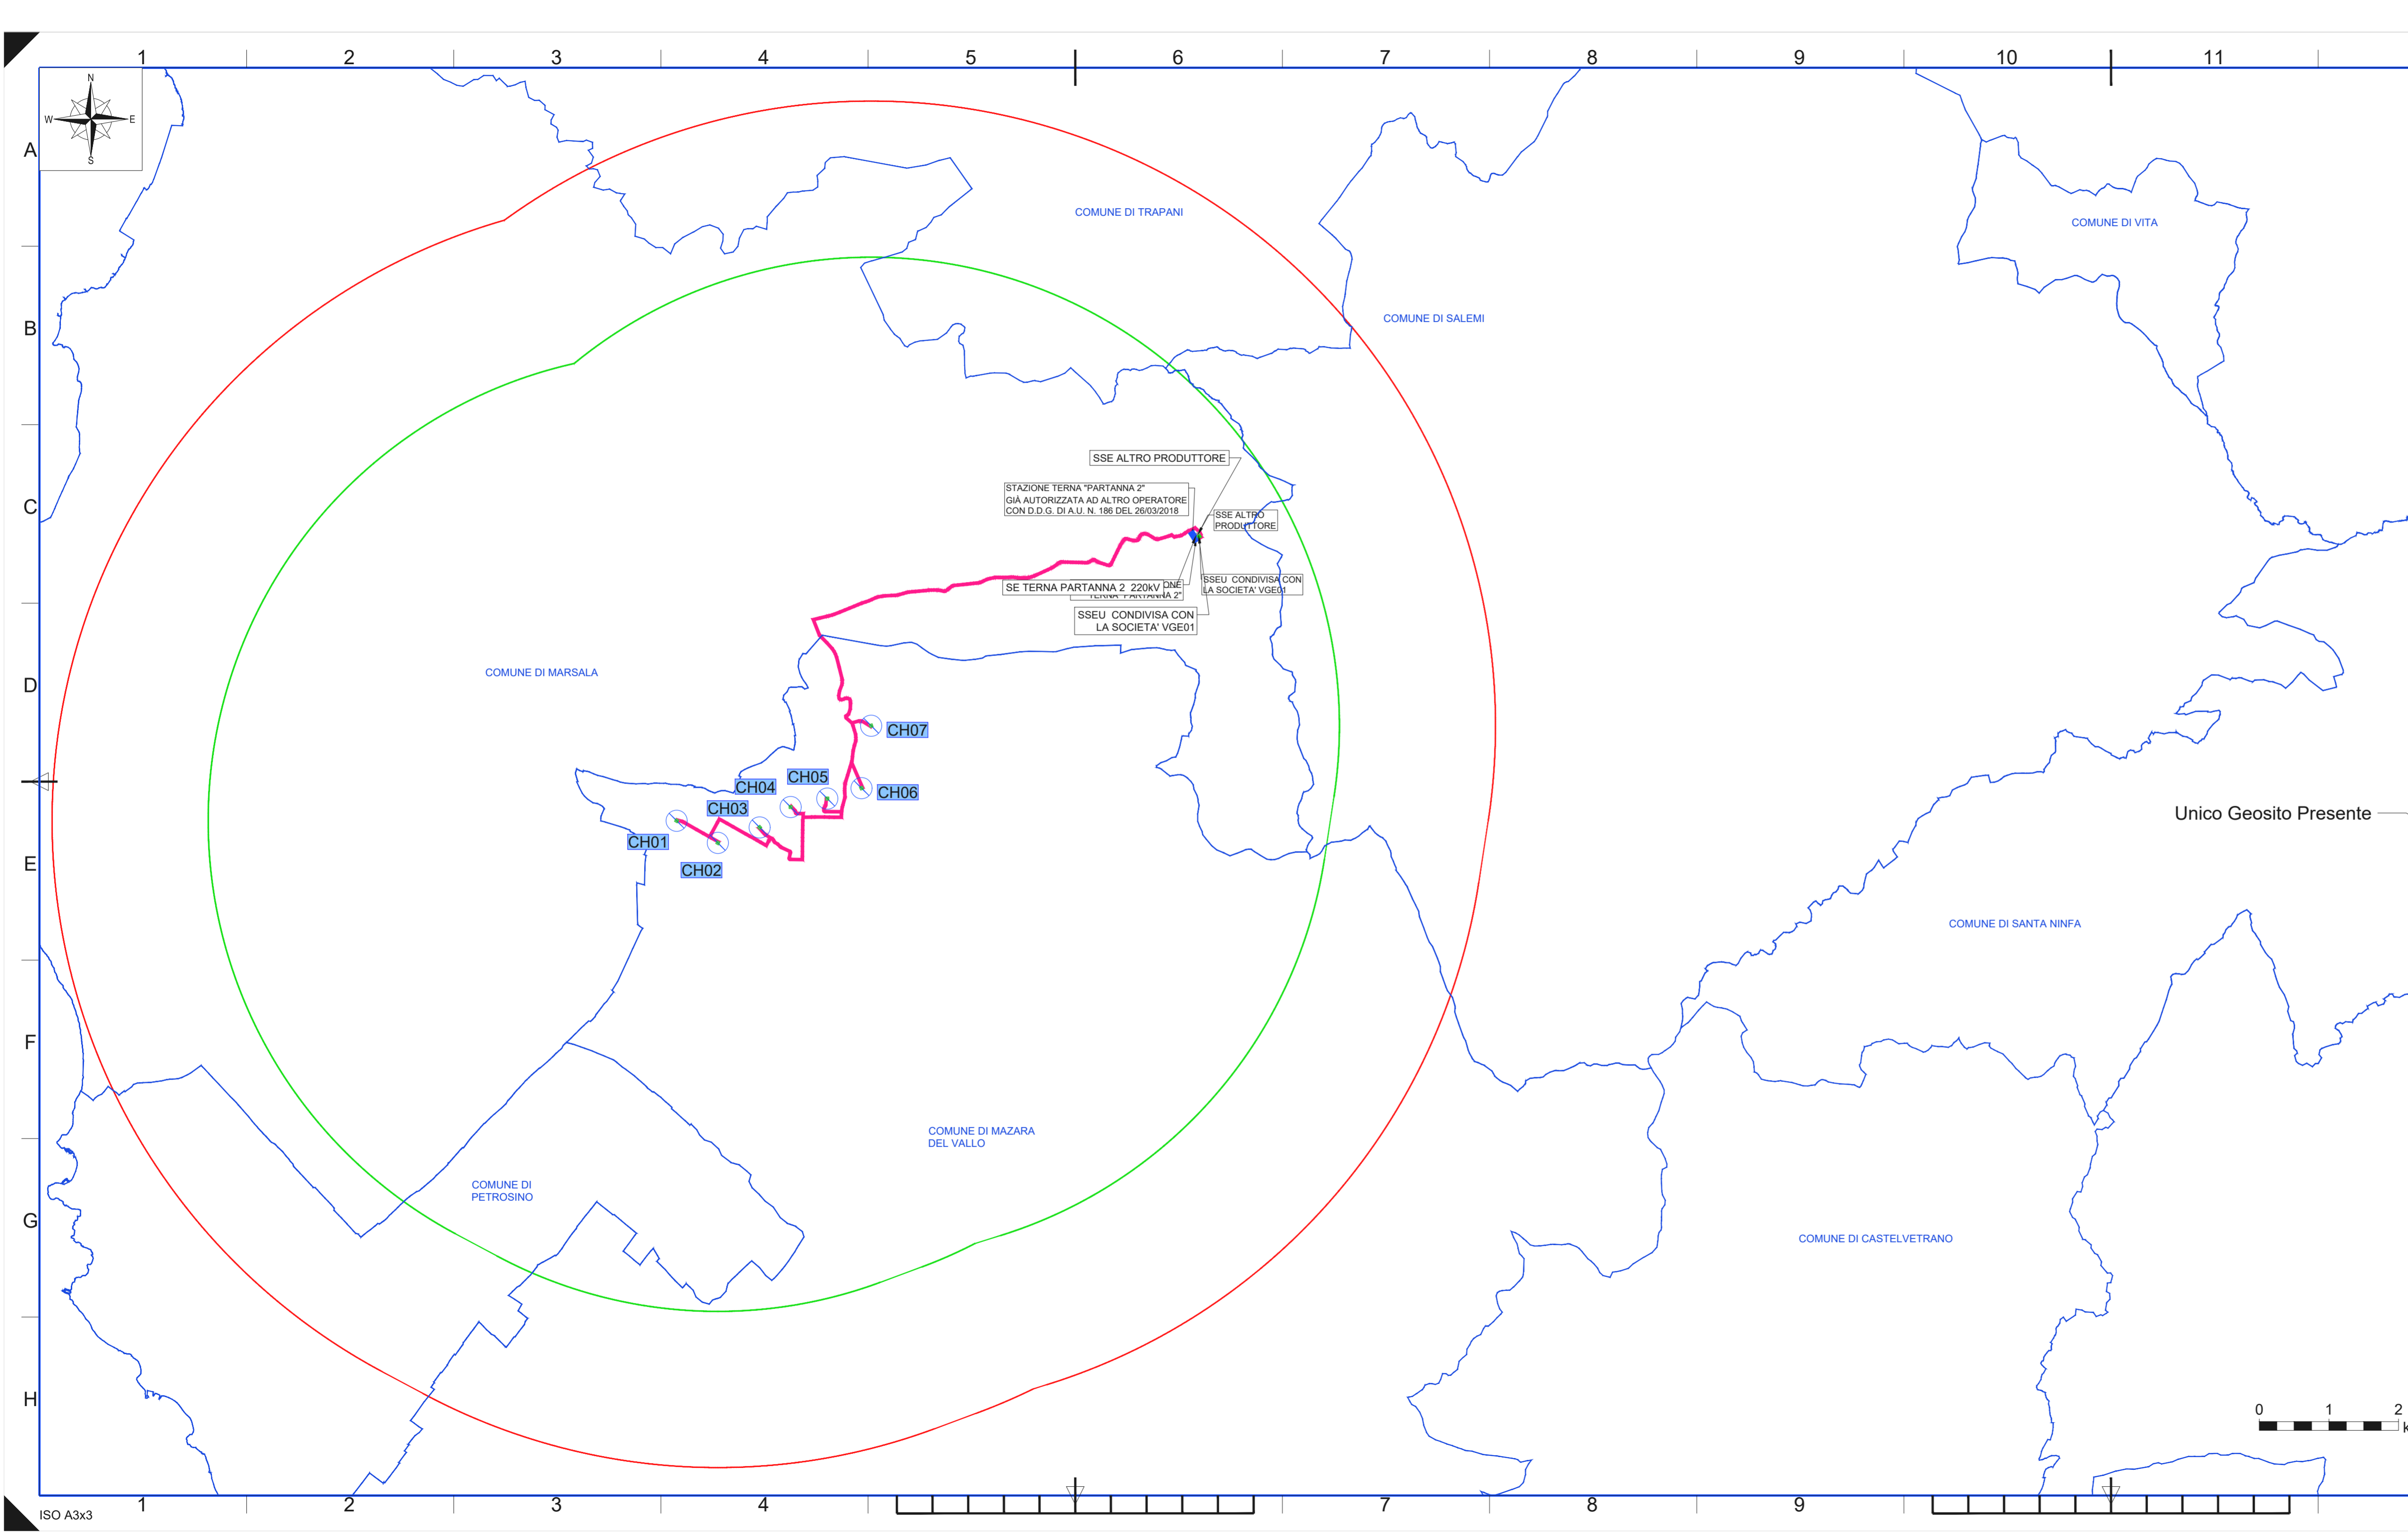 1 2 3 4 5 6 7 8 9 10 11
N
W E
S
A
COMUNE DI TRAPANI
COMUNE DI VITA
B
COMUNE DI SALEMI
SSE ALTRO PRODUTTORE
STAZIONE TERNA "PARTANNA 2"
GIÀ AUTORIZZATA AD ALTRO OPERATORE
CON D.D.G. DI A.U. N. 186 DEL 26/03/2018
C
SSE ALTRO
PRODUTTORE
SE TERNA PARTANNA 2 220kV
TERNA "PARTANNA 2"
SSEU CONDIVISA CON
LA SOCIETA' VGE01
SSEU CONDIVISA CON
LA SOCIETA' VGE01
COMUNE DI MARSALA
D
CH07
CH05
CH04
CH06
CH03
Unico Geosito Presente
CH01
E
CH02
COMUNE DI SANTA NINFA
F
COMUNE DI MAZARA
DEL VALLO
COMUNE DI
PETROSINO
G
COMUNE DI CASTELVETRANO
H
0 1 2
k
1 2 3 4 7 8 9
ISO A3x3